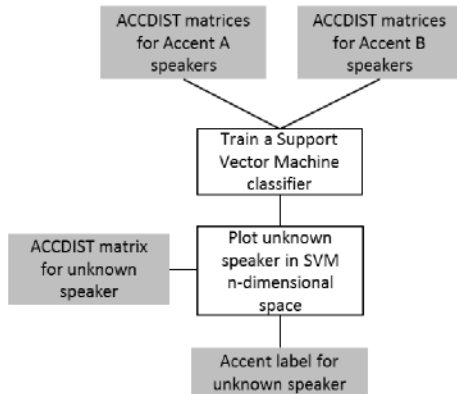 ACCDIST matrices
for Accent A
speakers
ACCDIST matrices
for Accent B
speakers
Train a Support
Vector Machine
classifier
ACCDIST matrix
for unknown
speaker
Plot unknown
speaker in SVM
n-dimensional
space
Accent label for
unknown speaker